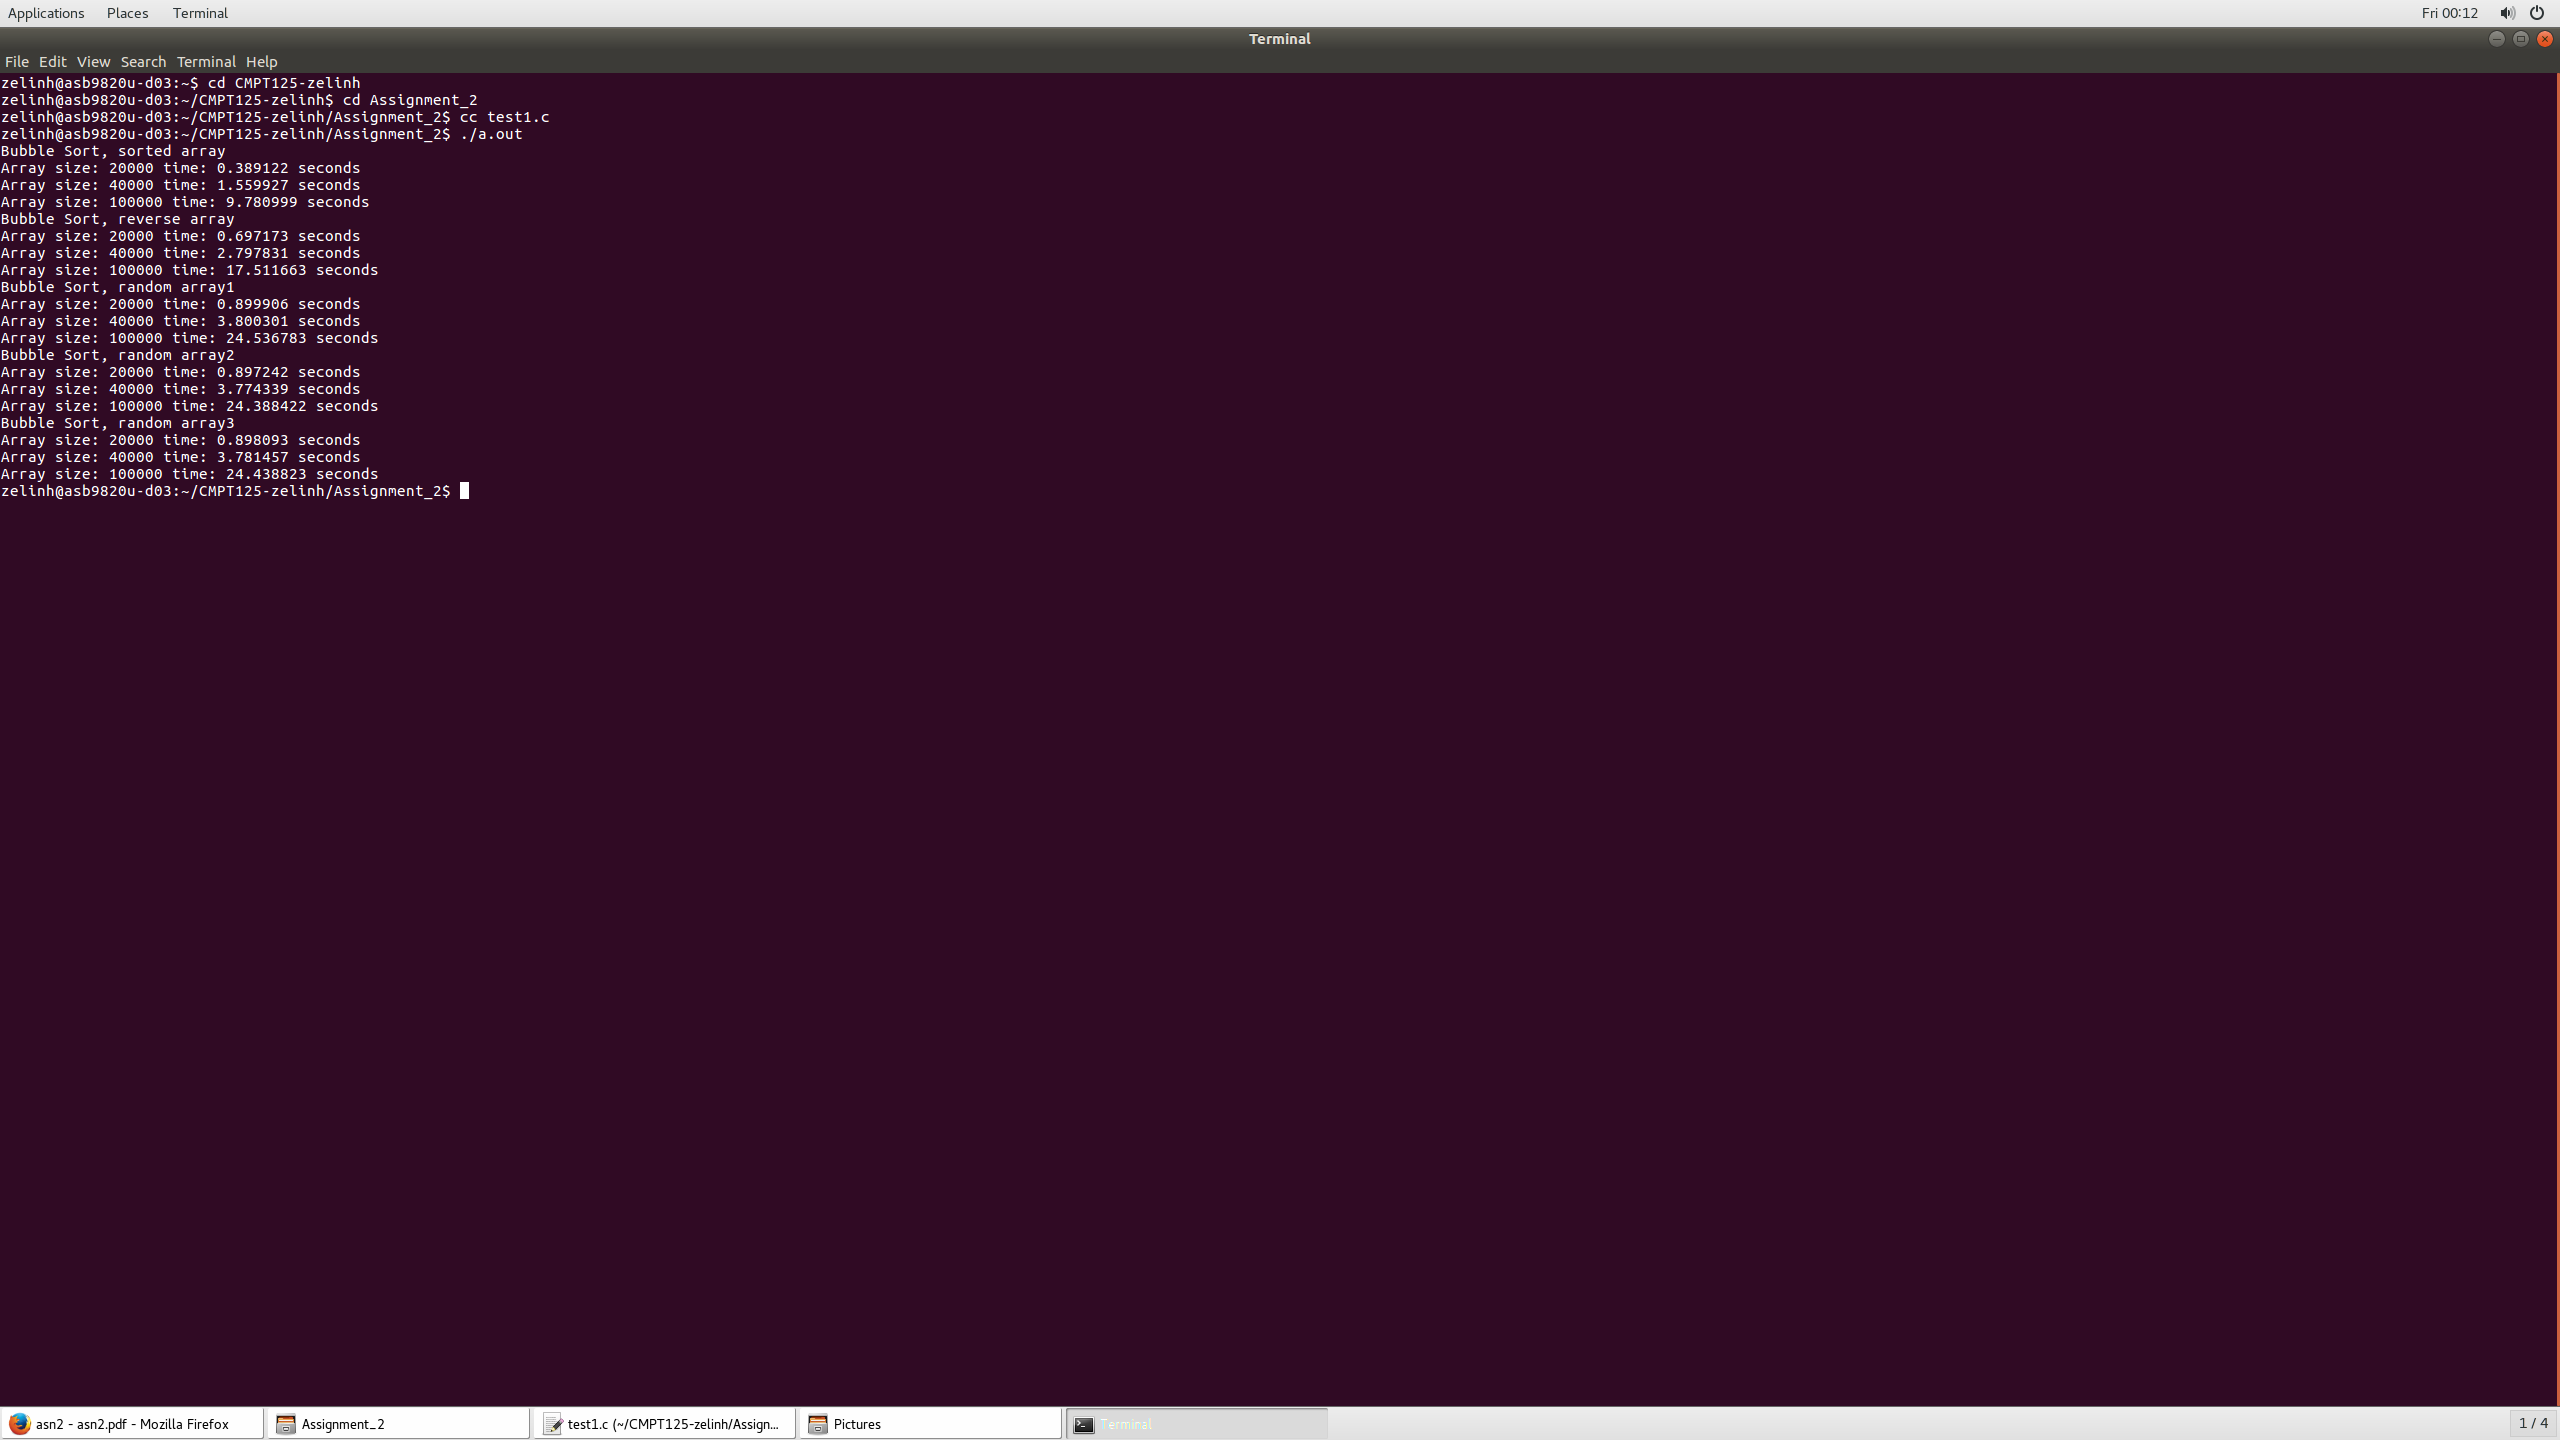 Applications Places Terminal Fri 00:12
Terminal
File Edit View Search Terminal Help
zelinh@asb9820u-d03:~$ cd CMPT125-zelinh
zelinh@asb9820u-d03:~/CMPT125-zelinh$ cd Assignment_2
zelinh@asb9820u-d03:~/CMPT125-zelinh/Assignment_2$ cc test1.c
zelinh@asb9820u-d03:~/CMPT125-zelinh/Assignment_2$ ./a.out
Bubble Sort, sorted array
Array size: 20000 time: 0.389122 seconds
Array size: 40000 time: 1.559927 seconds
Array size: 100000 time: 9.780999 seconds
Bubble Sort, reverse array
Array size: 20000 time: 0.697173 seconds
Array size: 40000 time: 2.797831 seconds
Array size: 100000 time: 17.511663 seconds
Bubble Sort, random array1
Array size: 20000 time: 0.899906 seconds
Array size: 40000 time: 3.800301 seconds
Array size: 100000 time: 24.536783 seconds
Bubble Sort, random array2
Array size: 20000 time: 0.897242 seconds
Array size: 40000 time: 3.774339 seconds
Array size: 100000 time: 24.388422 seconds
Bubble Sort, random array3
Array size: 20000 time: 0.898093 seconds
Array size: 40000 time: 3.781457 seconds
Array size: 100000 time: 24.438823 seconds
zelinh@asb9820u-d03:~/CMPT125-zelinh/Assignment_2$
asn2 - asn2.pdf - Mozilla Firefox Assignment_2 test1.c (~/CMPT125-zelinh/Assign... Pictures Terminal 1 / 4